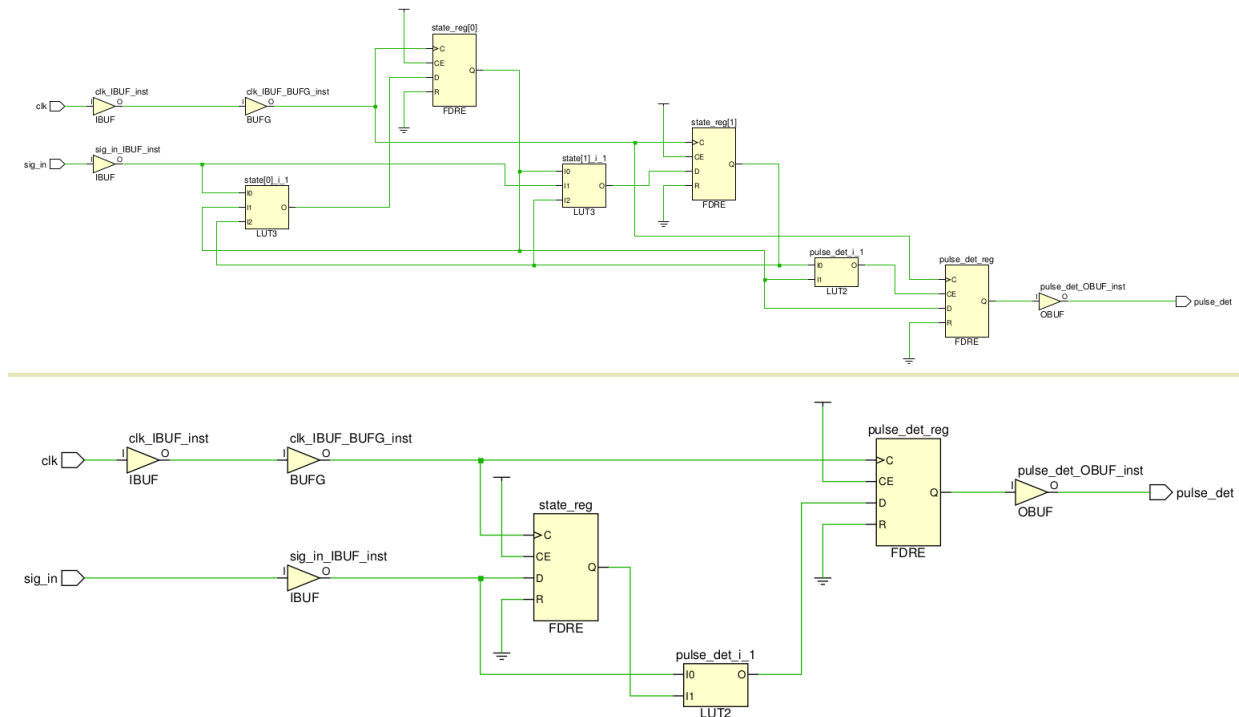 state_reg[0]
C
CE
D
R
Q
FDRE
clk
clk_IBUF_inst
I
O
IBUF
clk_IBUF_BUFG_inst
I
O
BUFG
sig_in
sig_in_IBUF_inst
I
O
IBUF
state[0]_i_1
I0
I1
I2
O
LUT3
state[1]_i_1
I0
I1
I2
O
LUT3
state_reg[1]
C
CE
D
R
Q
FDRE
pulse_det_i_1
I0
I1
O
LUT2
pulse_det_reg
C
CE
D
R
Q
FDRE
pulse_det_OBUF_inst
I
O
OBUF
pulse_det
clk
clk_IBUF_inst
I
O
IBUF
clk_IBUF_BUFG_inst
I
O
BUFG
sig_in
sig_in_IBUF_inst
I
O
IBUF
state_reg
C
CE
D
R
Q
FDRE
pulse_det_i_1
I0
I1
O
LUT2
pulse_det_reg
C
CE
D
R
Q
FDRE
pulse_det_OBUF_inst
I
O
OBUF
pulse_det